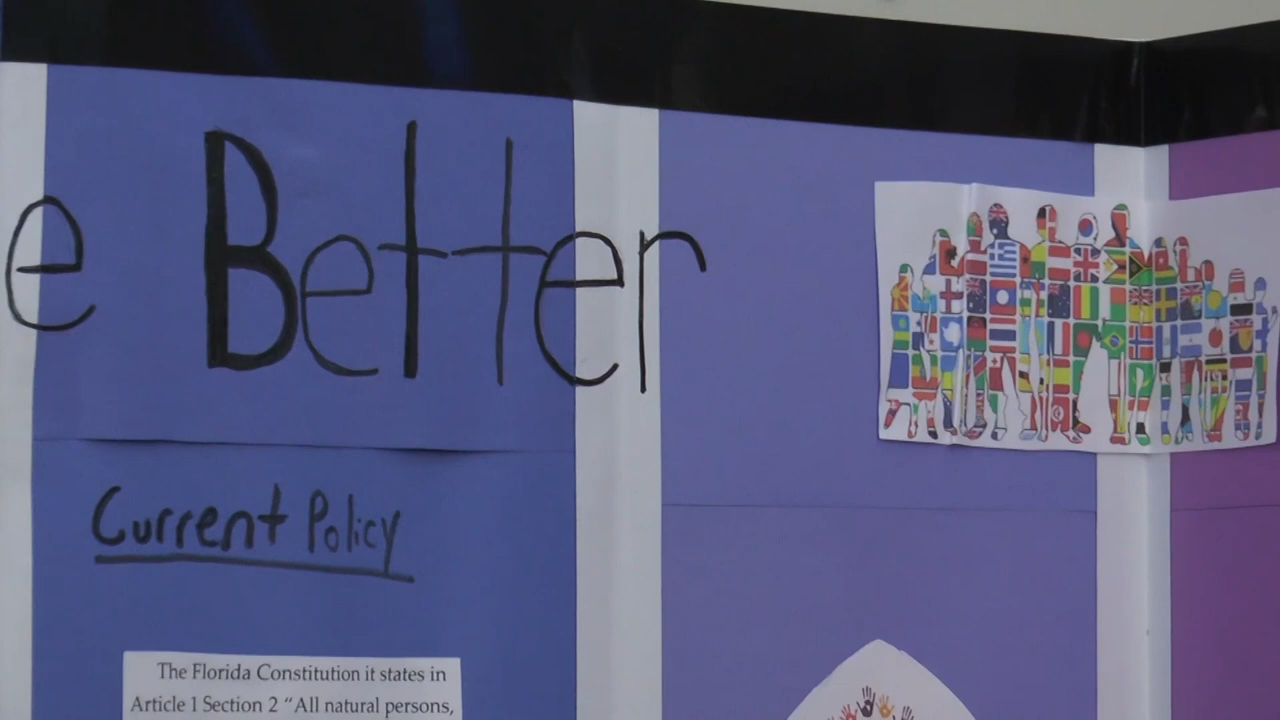 e Better
Current Policy
The Florida Constitution it states in
Article 1 Section 2 “All natural persons,